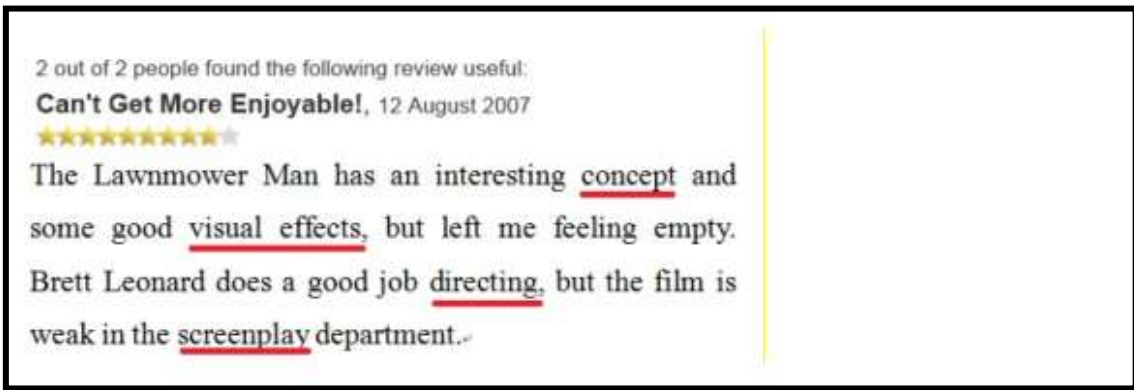 2 out of 2 people found the following review useful:
Can't Get More Enjoyable!, 12 August 2007
The Lawnmower Man has an interesting concept and
some good visual effects, but left me feeling empty.
Brett Leonard does a good job directing, but the film is
weak in the screenplay department.